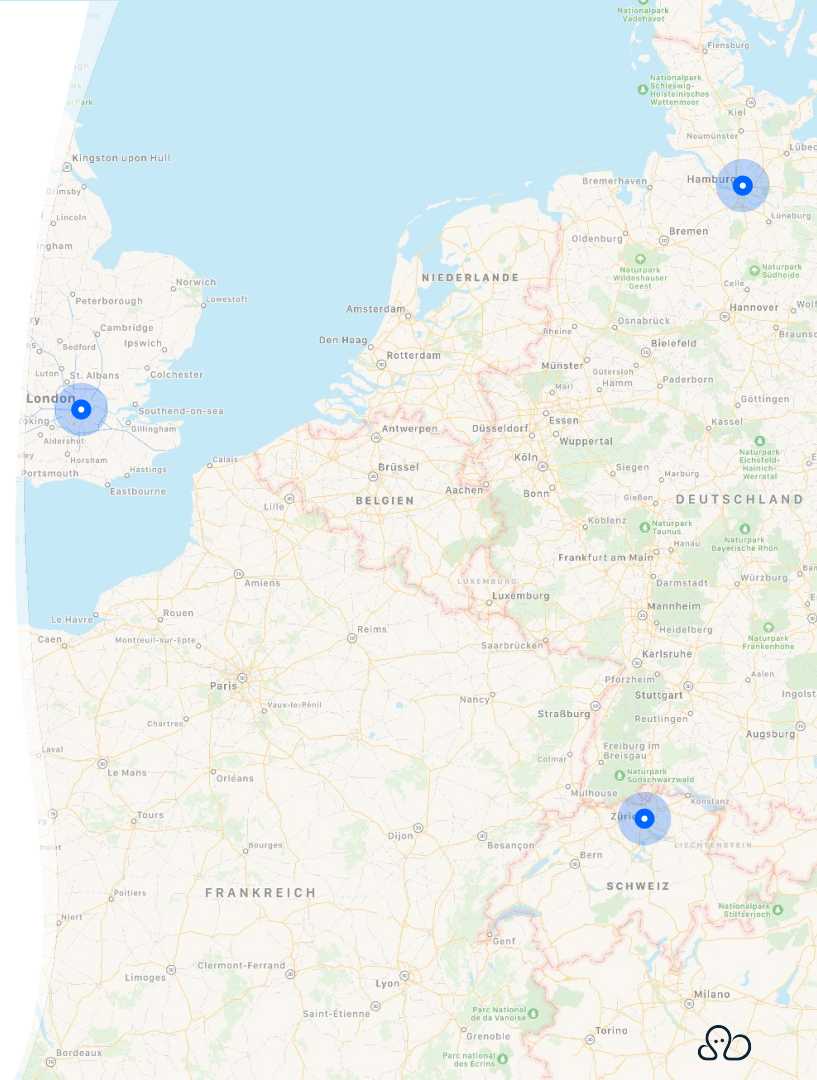 Nationalpark
Vadehavet
Flensburg
Nationalpark
Schleswig-
Holsteinisches
Wattenmeer
Kiel
Neumünster
Kingston upon Hull
Grimsby
Lincoln
Norwich
Lowestoft
Peterborough
Cambridge
Bedford
Ipswich
Luton
St. Albans
Colchester
London
Southend-on-sea
Gillingham
Aldershot
Horsham
Portsmouth
Hastings
Eastbourne
Bremerhaven
Hamburg
Lüneburg
Oldenburg
Bremen
Naturpark
Wildeshauser
Geest
Naturpark
Südheide
Celle
NIEDERLANDE
Amsterdam
Den Haag
Rotterdam
Rheine
Osnabrück
Hannover
Bielefeld
Münster
Gütersloh
Marl
Hamm
Paderborn
Göttingen
Antwerpen
Düsseldorf
Essen
Wuppertal
Kassel
Calais
Brüssel
Köln
Siegen
Marburg
Naturpark
Eichsfeld-
Hainich-
Werratal
Lille
BELGIEN
Aachen
Bonn
Gießen
DEUTSCHLAND
Koblenz
Naturpark
Taunus
Hanau
Naturpark
Bayerische Rhön
Frankfurt am Main
Amiens
LUXEMBURG
Luxemburg
Darmstadt
Würzburg
Mannheim
Le Havre
Rouen
Caen
Montreuil-sur-Epte
Reims
Saarbrücken
Heidelberg
Naturpark
Frankenhöhe
Karlsruhe
Paris
Vaux-le-Pénil
Nancy
Pforzheim
Aalen
Stuttgart
Straßburg
Reutlingen
Chartres
Augsburg
Laval
Le Mans
Orléans
Colmar
Freiburg im
Breisgau
Naturpark
Südschwarzwald
Mulhouse
Konstanz
Tours
Dijon
Besançon
LIECHTENSTEIN
Bourges
Bern
SCHWEIZ
Poitiers
FRANKREICH
Niort
Nationalpark
Stilfserjoch
Genf
Limoges
Clermont-Ferrand
Lyon
Milano
Saint-Étienne
Parc National
de da Vanoise
Grenoble
Torino
Bordeaux
Parc national
des Écrins